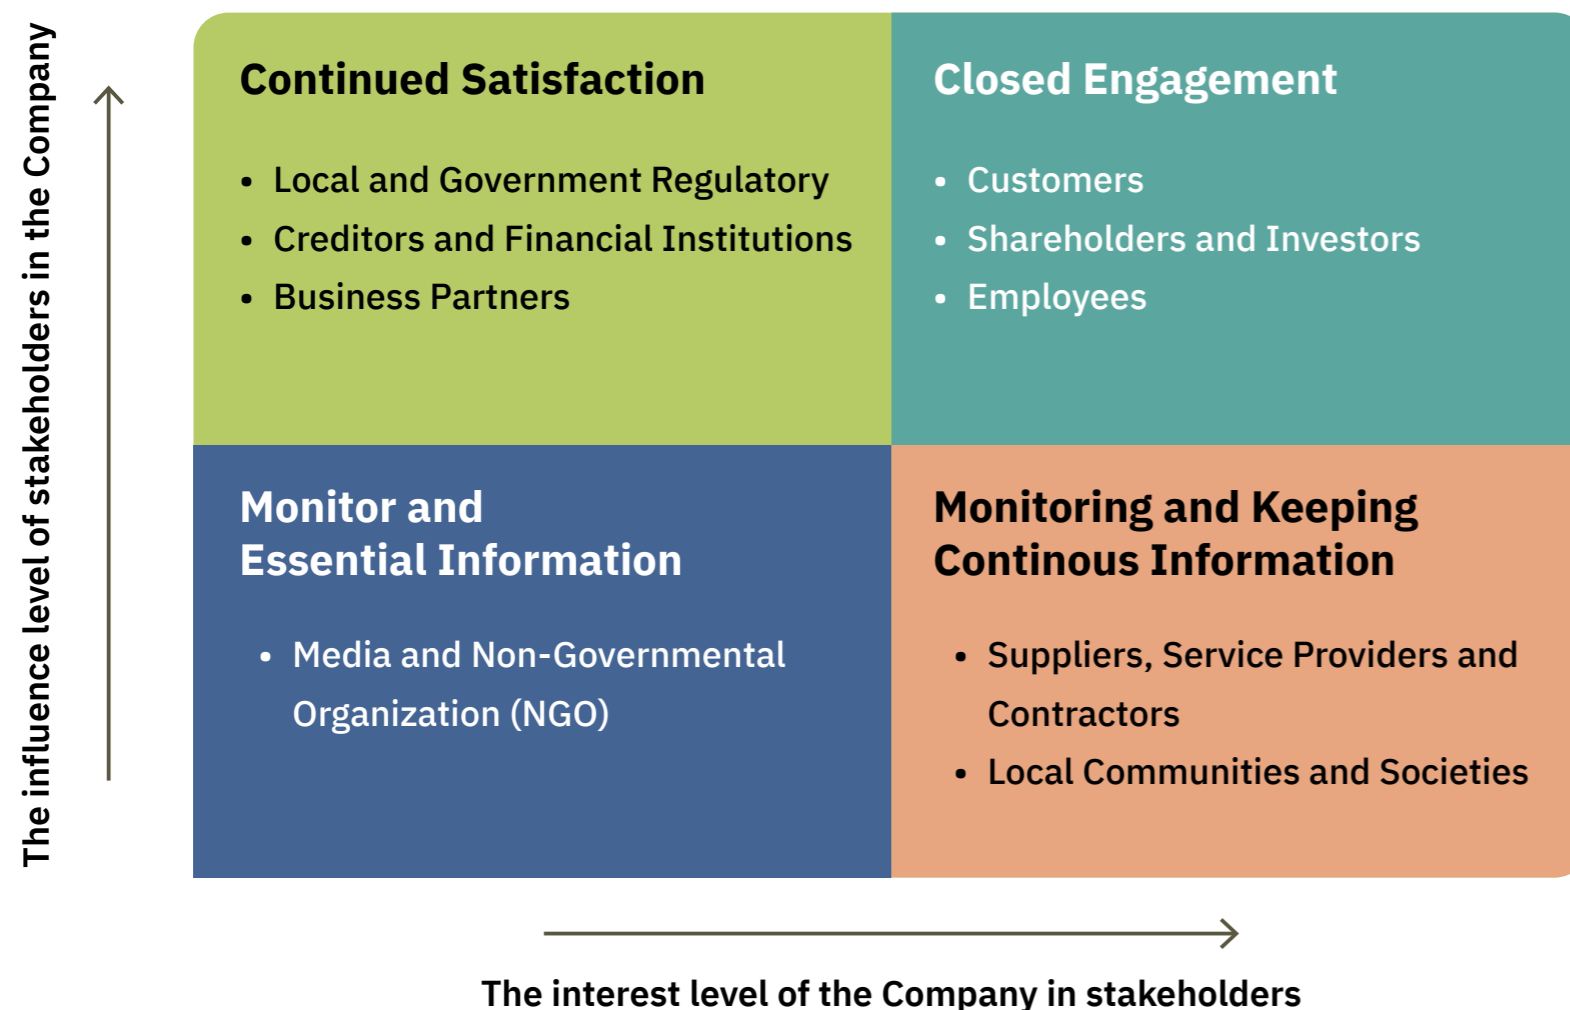 The influence level of stakeholders in the Company
Continued Satisfaction
• Local and Government Regulatory
• Creditors and Financial Institutions
• Business Partners
Closed Engagement
• Customers
• Shareholders and Investors
• Employees
Monitor and
Essential Information
• Media and Non-Governmental
Organization (NGO)
Monitoring and Keeping
Continous Information
• Suppliers, Service Providers and
Contractors
• Local Communities and Societies
The interest level of the Company in stakeholders